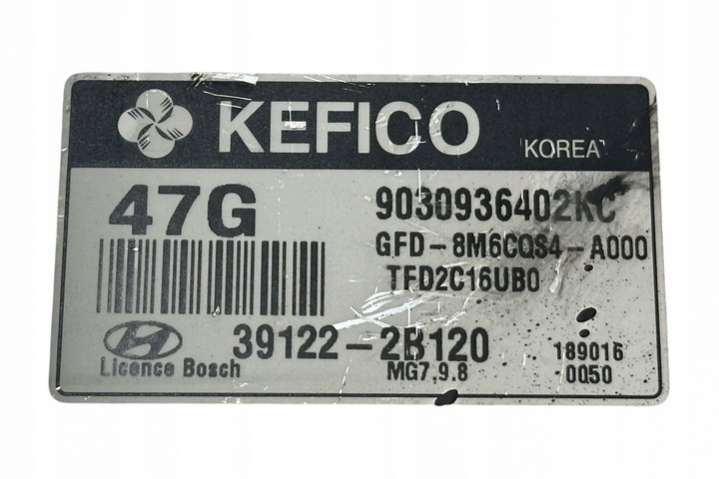 KEFICO KOREA
47G 9030936402KC
GFD-8M6CQS4-A000
TFD2C16UB0
39122-2B120
Licence Bosch MG7,9.8
189016
0050